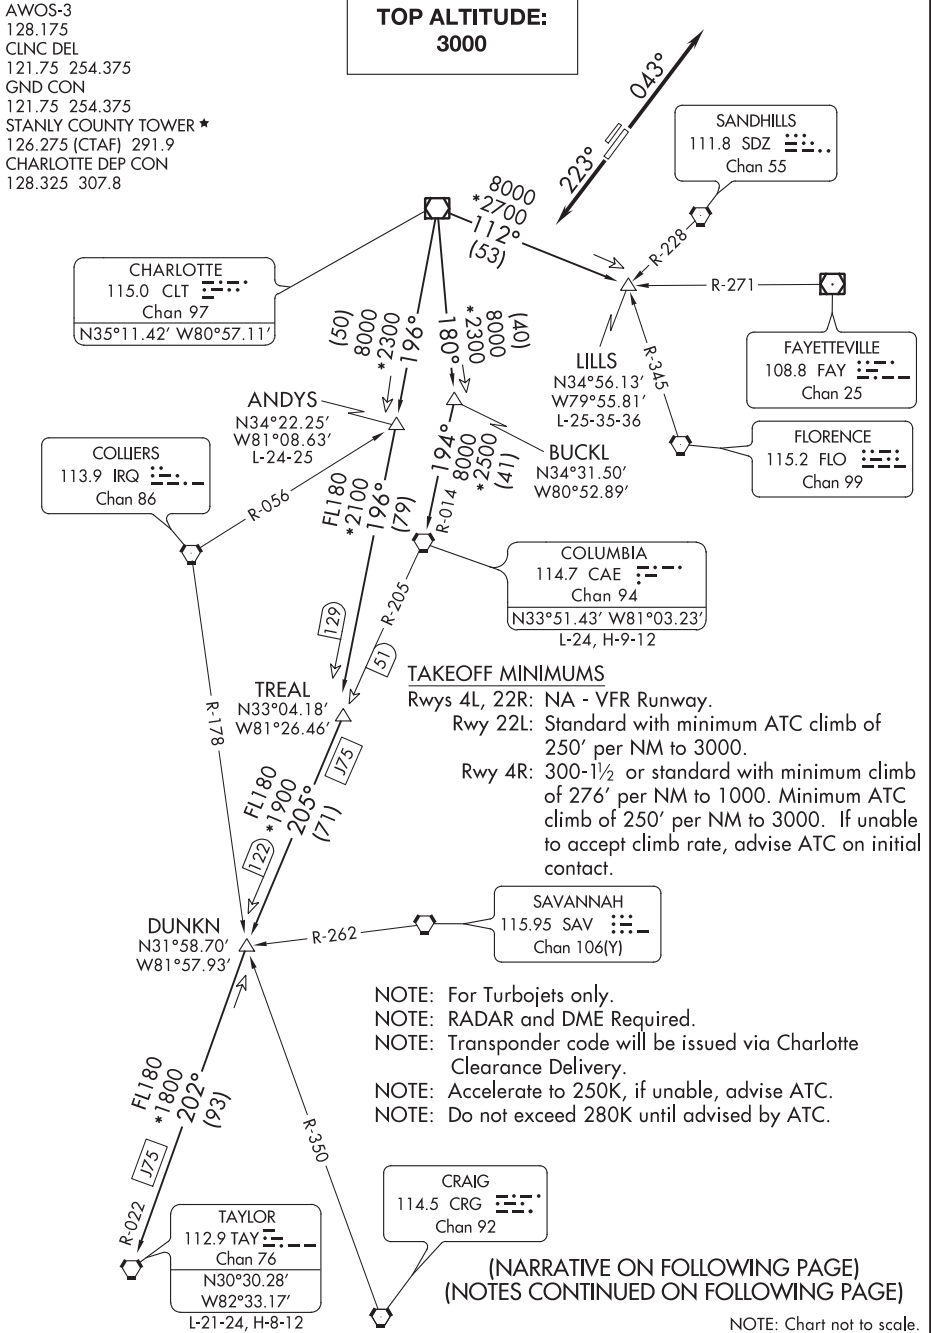 AWOS-3
128.175
CLNC DEL
121.75 254.375
GND CON
121.75 254.375
STANLY COUNTY TOWER ★
126.275 (CTAF) 291.9
CHARLOTTE DEP CON
128.325 307.8
TOP ALTITUDE:
3000
043°
223°
SANDHILLS
111.8 SDZ
Chan 55
R-228
8000
*2700
112°
(53)
CHARLOTTE
115.0 CLT
Chan 97
N35°11.42' W80°57.11'
R-271
FAYETTEVILLE
108.8 FAY
Chan 25
LILLS
N34°56.13'
W79°55.81'
L-25-35-36
R-345
FLORENCE
115.2 FLO
Chan 99
(50)
8000
*2300
196°
180°
*2300
8000
(40)
ANDYS
N34°22.25'
W81°08.63'
L-24-25
BUCKL
N34°31.50'
W80°52.89'
COLLIERS
113.9 IRQ
Chan 86
R-056
194°
8000
*2500
(41)
R-014
FL180
*2100
196°
(79)
COLUMBIA
114.7 CAE
Chan 94
N33°51.43' W81°03.23'
L-24, H-9-12
R-205
129
51
R-178
TREAL
N33°04.18'
W81°26.46'
TAKEOFF MINIMUMS
Rwys 4L, 22R: NA - VFR Runway.
Rwy 22L: Standard with minimum ATC climb of
250' per NM to 3000.
Rwy 4R: 300-1½ or standard with minimum climb
of 276' per NM to 1000. Minimum ATC
climb of 250' per NM to 3000. If unable
to accept climb rate, advise ATC on initial
contact.
J75
FL180
*1900
205°
(71)
122
DUNKN
N31°58.70'
W81°57.93'
R-262
SAVANNAH
115.95 SAV
Chan 106(Y)
NOTE: For Turbojets only.
NOTE: RADAR and DME Required.
NOTE: Transponder code will be issued via Charlotte
Clearance Delivery.
NOTE: Accelerate to 250K, if unable, advise ATC.
NOTE: Do not exceed 280K until advised by ATC.
FL180
*1800
202°
(93)
J75
R-022
R-350
CRAIG
114.5 CRG
Chan 92
TAYLOR
112.9 TAY
Chan 76
N30°30.28'
W82°33.17'
L-21-24, H-8-12
(NARRATIVE ON FOLLOWING PAGE)
(NOTES CONTINUED ON FOLLOWING PAGE)
NOTE: Chart not to scale.